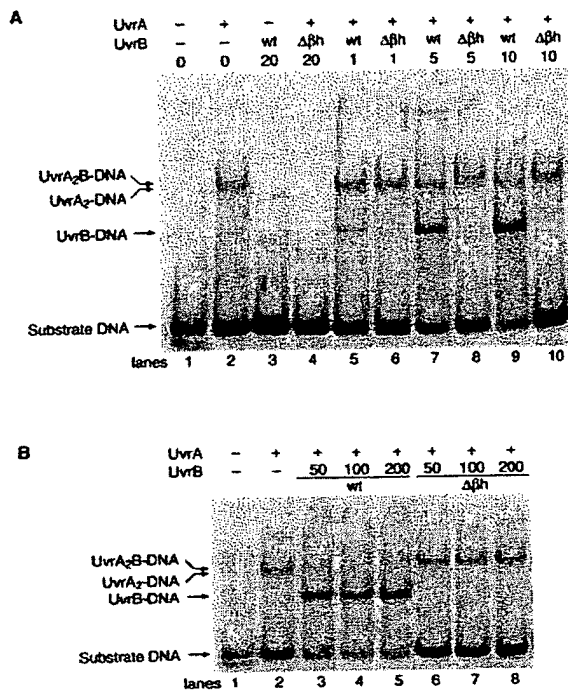 A
UvrA – + – + + + + + + +
UvrB – – wt Δβh wt Δβh wt Δβh wt Δβh
0 0 20 20 1 1 5 5 10 10
UvrA₂B-DNA
UvrA₂-DNA
UvrB-DNA
Substrate DNA
lanes 1 2 3 4 5 6 7 8 9 10
B
UvrA – + + + + + + +
UvrB – – 50 100 200 50 100 200
wt Δβh
UvrA₂B-DNA
UvrA₂-DNA
UvrB-DNA
Substrate DNA
lanes 1 2 3 4 5 6 7 8